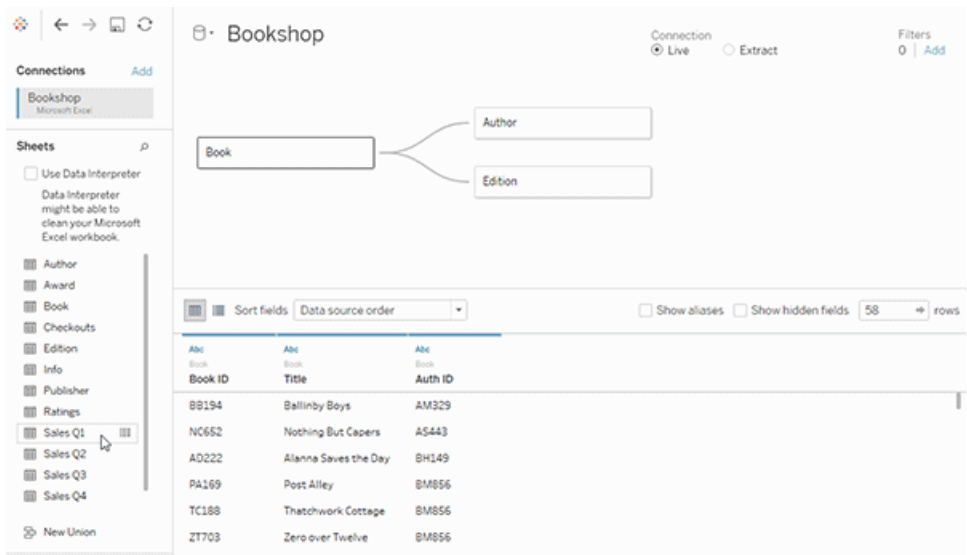 Bookshop
Connection
Live
Extract
Filters
0 | Add
Connections
Add
Bookshop
Microsoft Excel
Sheets
Use Data Interpreter
Data Interpreter
might be able to
clean your Microsoft
Excel workbook.
Author
Award
Book
Checkouts
Edition
Info
Publisher
Ratings
Sales Q1
Sales Q2
Sales Q3
Sales Q4
New Union
Book
Author
Edition
Sort fields Data source order
Show aliases
Show hidden fields
58 rows
Abc Abc Abc
Book Book Book
Book ID Title Auth ID
BB194 Ballinby Boys AM329
NC652 Nothing But Capers AS443
AD222 Alanna Saves the Day BH149
PA169 Post Alley BM856
TC188 Thatchwork Cottage BM856
ZT703 Zero over Twelve BM856